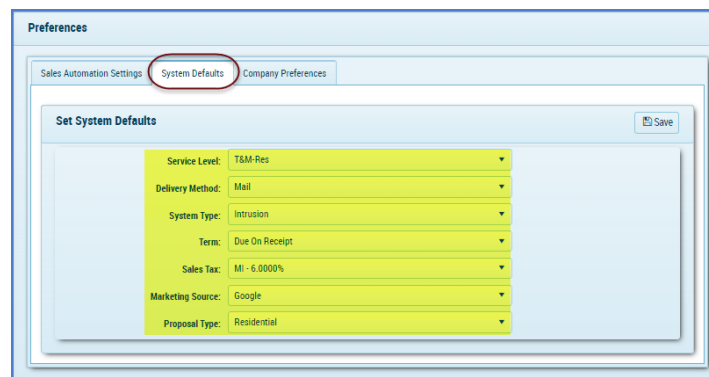 Preferences
Sales Automation Settings System Defaults Company Preferences
Set System Defaults Save
Service Level: T&M-Res
Delivery Method: Mail
System Type: Intrusion
Term: Due On Receipt
Sales Tax: MI - 6.0000%
Marketing Source: Google
Proposal Type: Residential